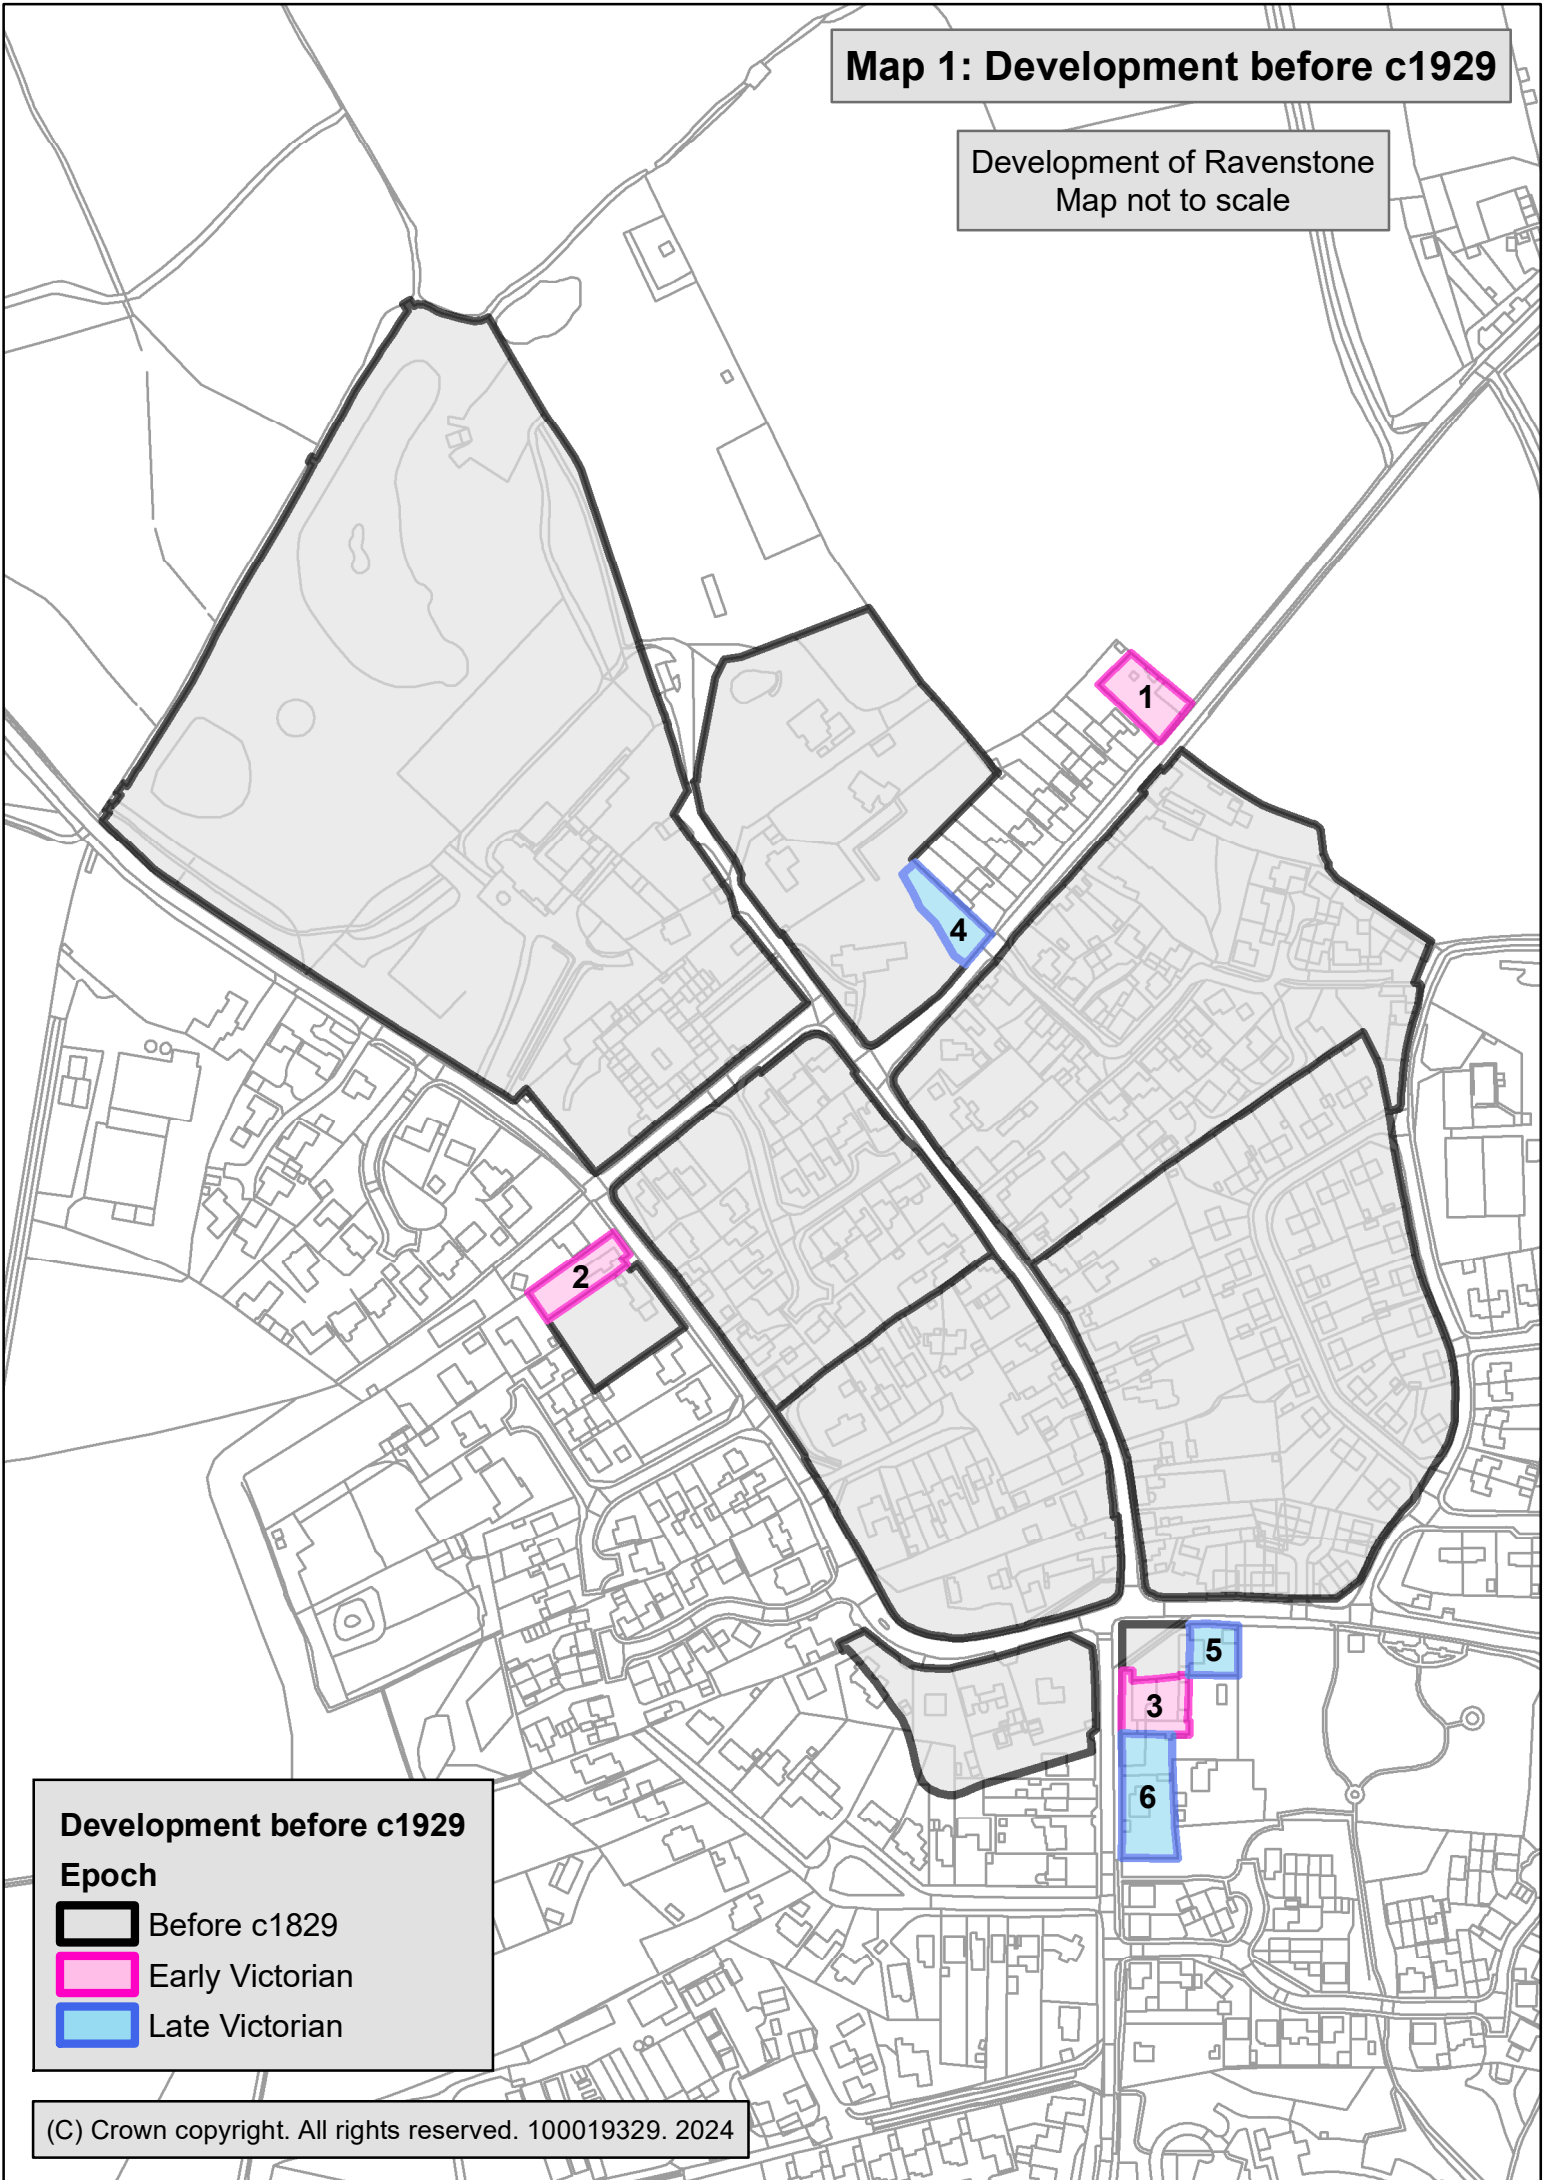 Map 1: Development before c1929
Development of Ravenstone
Map not to scale
1
4
2
5
3
6
Development before c1929
Epoch
Before c1829
Early Victorian
Late Victorian
(C) Crown copyright. All rights reserved. 100019329. 2024